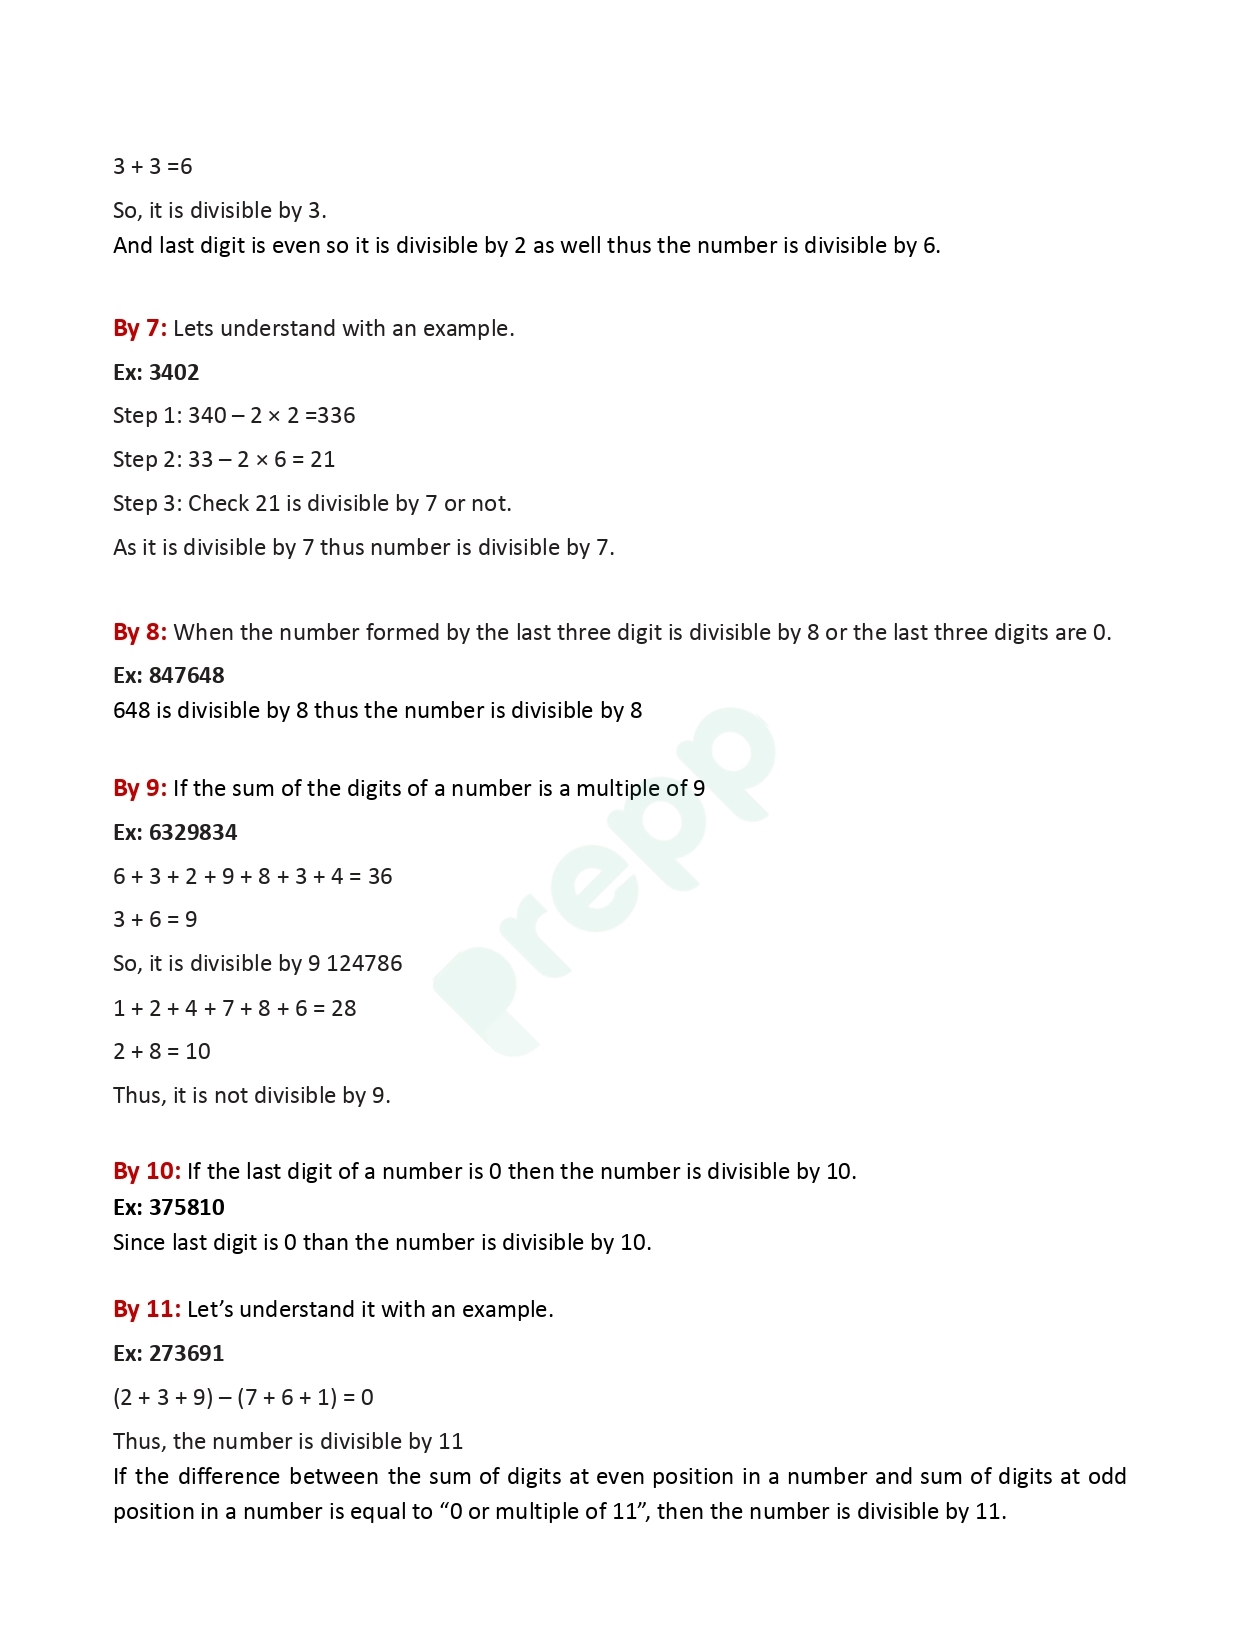 3 + 3 =6
So, it is divisible by 3.
And last digit is even so it is divisible by 2 as well thus the number is divisible by 6.
By 7: Lets understand with an example.
Ex: 3402
Step 1: 340 – 2 × 2 =336
Step 2: 33 – 2 × 6 = 21
Step 3: Check 21 is divisible by 7 or not.
As it is divisible by 7 thus number is divisible by 7.
By 8: When the number formed by the last three digit is divisible by 8 or the last three digits are 0.
Ex: 847648
648 is divisible by 8 thus the number is divisible by 8
By 9: If the sum of the digits of a number is a multiple of 9
Ex: 6329834
6 + 3 + 2 + 9 + 8 + 3 + 4 = 36
3 + 6 = 9
So, it is divisible by 9 124786
1 + 2 + 4 + 7 + 8 + 6 = 28
2 + 8 = 10
Thus, it is not divisible by 9.
prepp
By 10: If the last digit of a number is 0 then the number is divisible by 10.
Ex: 375810
Since last digit is 0 than the number is divisible by 10.
By 11: Let’s understand it with an example.
Ex: 273691
(2 + 3 + 9) – (7 + 6 + 1) = 0
Thus, the number is divisible by 11
If the difference between the sum of digits at even position in a number and sum of digits at odd
position in a number is equal to “0 or multiple of 11”, then the number is divisible by 11.